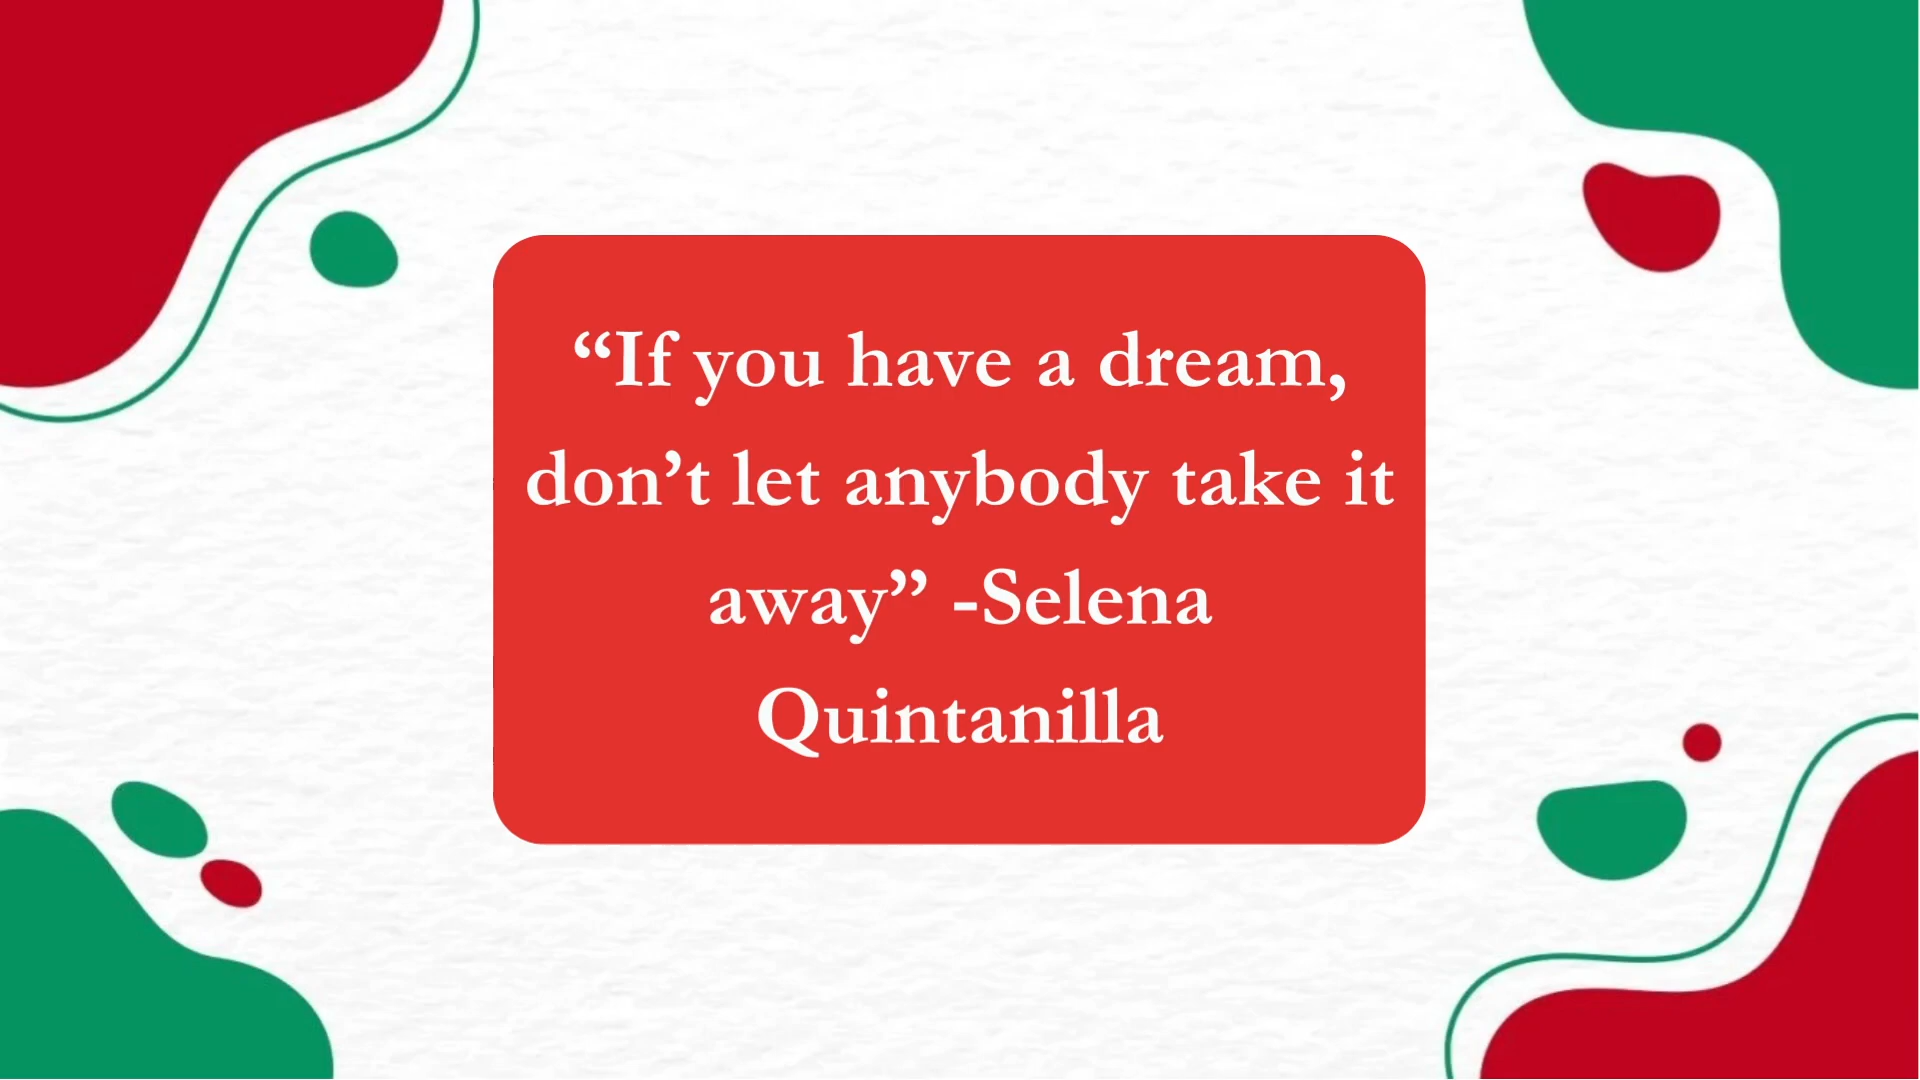 “If you have a dream,
don’t let anybody take it
away” -Selena
Quintanilla